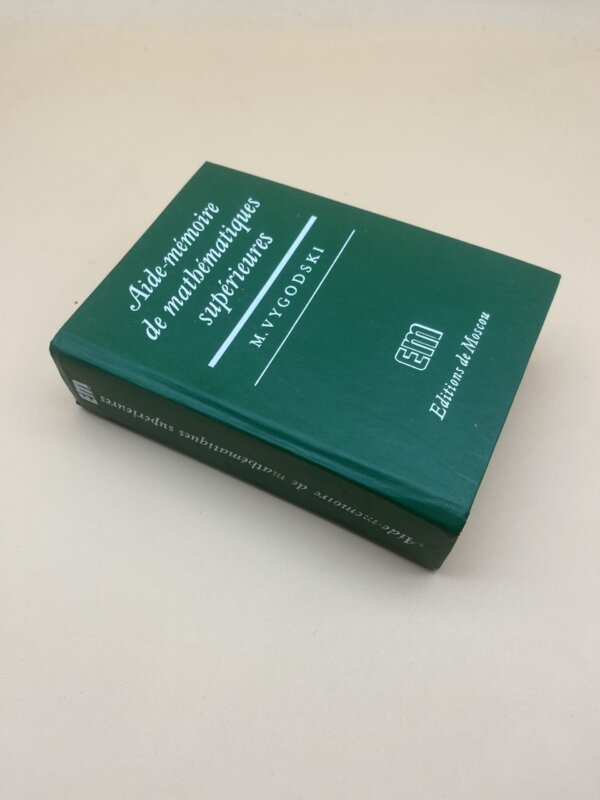 Aide-mémoire
de mathématiques
supérieures
M. VYGODSKI
EM
Editions de Moscou
EM
Aide-mémoire de mathématiques supérieures